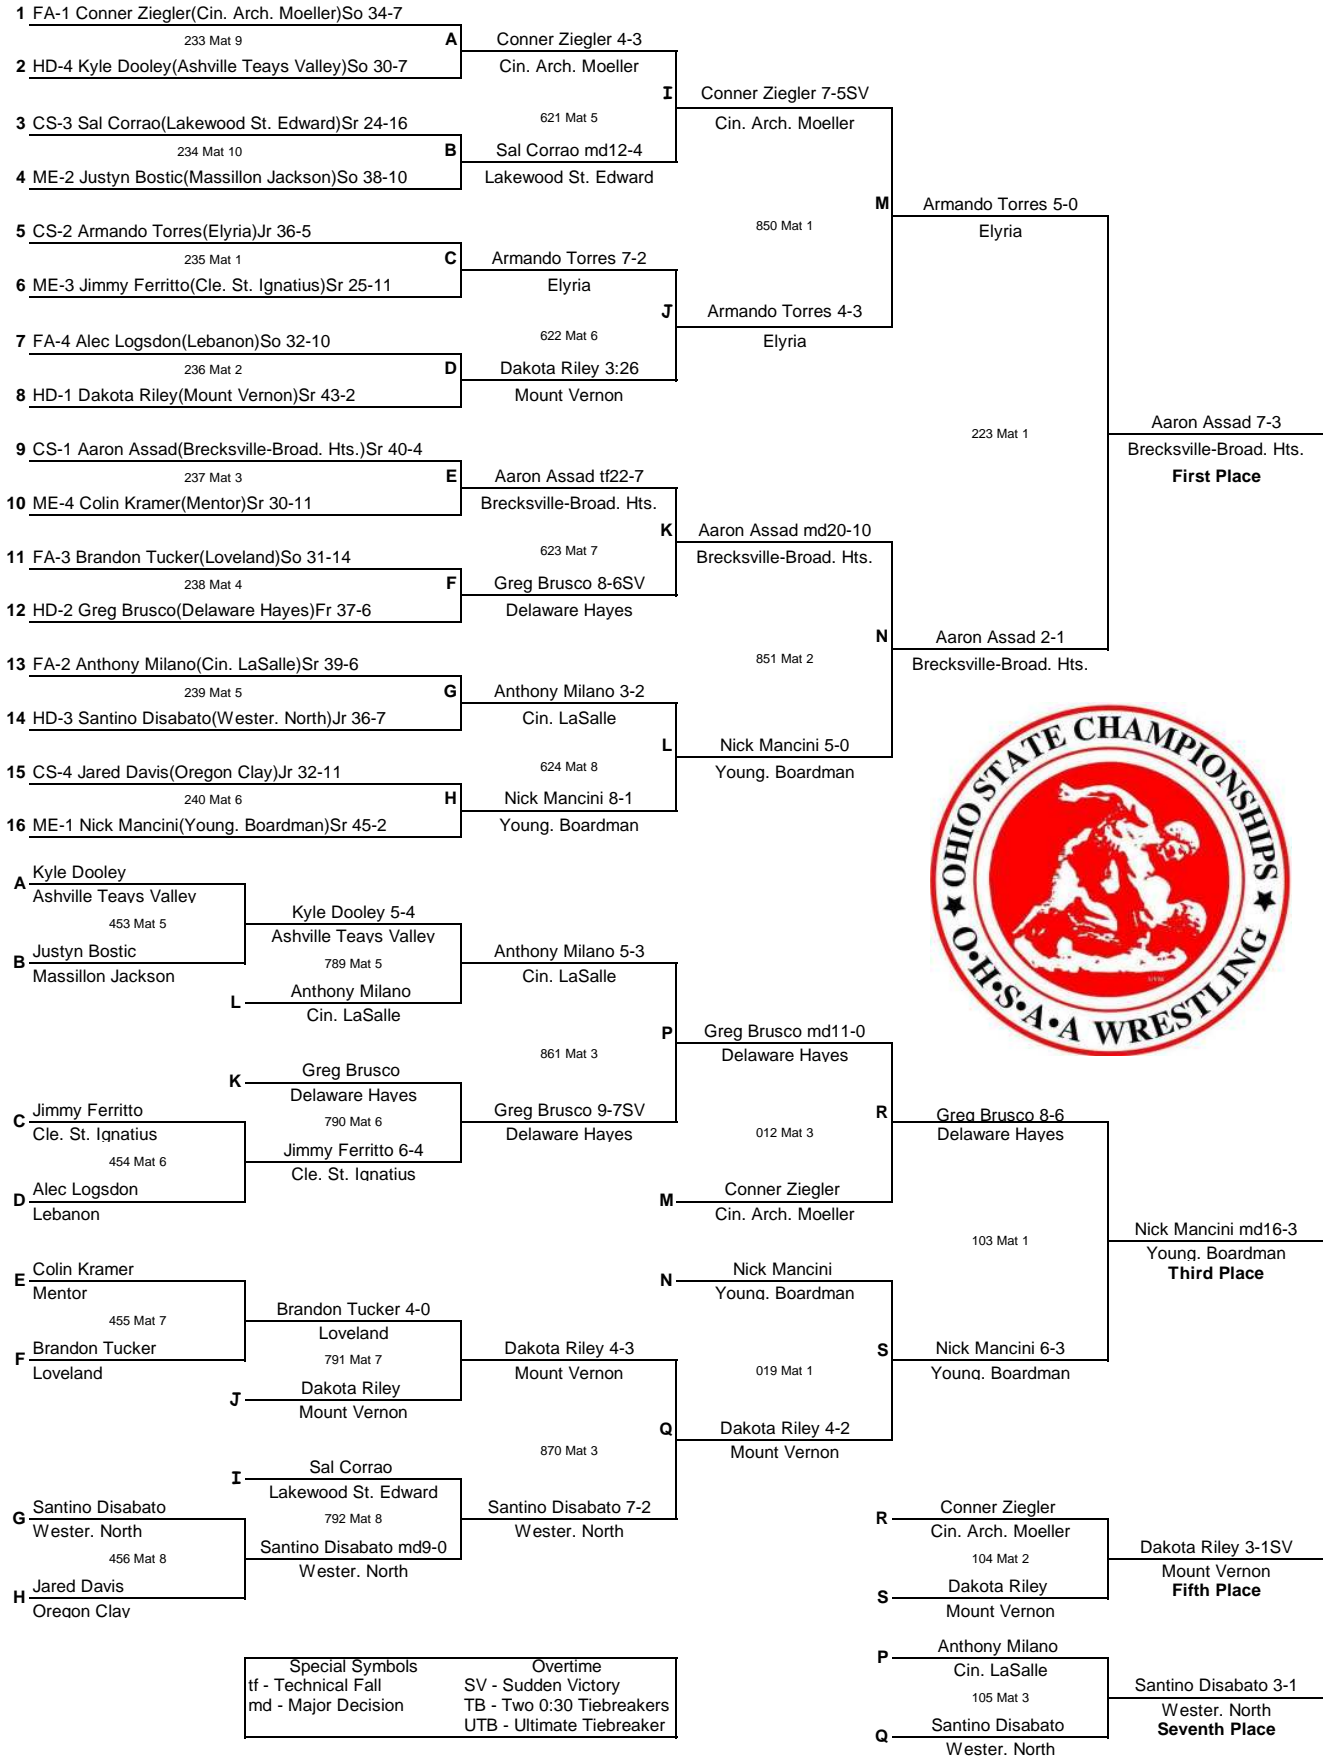 1 FA-1 Conner Ziegler(Cin. Arch. Moeller)So 34-7
233 Mat 9
A
2 HD-4 Kyle Dooley(Ashville Teays Valley)So 30-7
Conner Ziegler 4-3
Cin. Arch. Moeller
3 CS-3 Sal Corrao(Lakewood St. Edward)Sr 24-16
234 Mat 10
B
4 ME-2 Justyn Bostic(Massillon Jackson)So 38-10
Sal Corrao md12-4
Lakewood St. Edward
I
621 Mat 5
Conner Ziegler 7-5SV
Cin. Arch. Moeller
5 CS-2 Armando Torres(Elyria)Jr 36-5
235 Mat 1
C
6 ME-3 Jimmy Ferritto(Cle. St. Ignatius)Sr 25-11
Armando Torres 7-2
Elyria
7 FA-4 Alec Logsdon(Lebanon)So 32-10
236 Mat 2
D
8 HD-1 Dakota Riley(Mount Vernon)Sr 43-2
Dakota Riley 3:26
Mount Vernon
J
622 Mat 6
Armando Torres 4-3
Elyria
M
850 Mat 1
Armando Torres 5-0
Elyria
9 CS-1 Aaron Assad(Brecksville-Broad. Hts.)Sr 40-4
237 Mat 3
E
10 ME-4 Colin Kramer(Mentor)Sr 30-11
Aaron Assad tf22-7
Brecksville-Broad. Hts.
11 FA-3 Brandon Tucker(Loveland)So 31-14
238 Mat 4
F
12 HD-2 Greg Brusco(Delaware Hayes)Fr 37-6
Greg Brusco 8-6SV
Delaware Hayes
K
623 Mat 7
Aaron Assad md20-10
Brecksville-Broad. Hts.
13 FA-2 Anthony Milano(Cin. LaSalle)Sr 39-6
239 Mat 5
G
14 HD-3 Santino Disabato(Wester. North)Jr 36-7
Anthony Milano 3-2
Cin. LaSalle
15 CS-4 Jared Davis(Oregon Clay)Jr 32-11
240 Mat 6
H
16 ME-1 Nick Mancini(Young. Boardman)Sr 45-2
Nick Mancini 8-1
Young. Boardman
L
624 Mat 8
Nick Mancini 5-0
Young. Boardman
N
851 Mat 2
Aaron Assad 2-1
Brecksville-Broad. Hts.
223 Mat 1
Aaron Assad 7-3
Brecksville-Broad. Hts.
First Place
★ OHIO STATE CHAMPIONSHIPS ★
O•H•S•A•A WRESTLING
A
Kyle Dooley
Ashville Teays Valley
453 Mat 5
B
Justyn Bostic
Massillon Jackson
Kyle Dooley 5-4
Ashville Teays Valley
789 Mat 5
L
Anthony Milano
Cin. LaSalle
Anthony Milano 5-3
Cin. LaSalle
K
Greg Brusco
Delaware Hayes
790 Mat 6
C
Jimmy Ferritto
Cle. St. Ignatius
454 Mat 6
D
Alec Logsdon
Lebanon
Jimmy Ferritto 6-4
Cle. St. Ignatius
Greg Brusco 9-7SV
Delaware Hayes
P
861 Mat 3
Greg Brusco md11-0
Delaware Hayes
R
012 Mat 3
M
Conner Ziegler
Cin. Arch. Moeller
Greg Brusco 8-6
Delaware Hayes
E
Colin Kramer
Mentor
455 Mat 7
F
Brandon Tucker
Loveland
Brandon Tucker 4-0
Loveland
791 Mat 7
J
Dakota Riley
Mount Vernon
Dakota Riley 4-3
Mount Vernon
I
Sal Corrao
Lakewood St. Edward
792 Mat 8
G
Santino Disabato
Wester. North
456 Mat 8
H
Jared Davis
Oregon Clay
Santino Disabato md9-0
Wester. North
Santino Disabato 7-2
Wester. North
Q
870 Mat 3
Dakota Riley 4-2
Mount Vernon
N
Nick Mancini
Young. Boardman
S
019 Mat 1
Nick Mancini 6-3
Young. Boardman
103 Mat 1
Nick Mancini md16-3
Young. Boardman
Third Place
R
Conner Ziegler
Cin. Arch. Moeller
104 Mat 2
S
Dakota Riley
Mount Vernon
Dakota Riley 3-1SV
Mount Vernon
Fifth Place
P
Anthony Milano
Cin. LaSalle
105 Mat 3
Q
Santino Disabato
Wester. North
Santino Disabato 3-1
Wester. North
Seventh Place
Special Symbols
tf - Technical Fall
md - Major Decision
Overtime
SV - Sudden Victory
TB - Two 0:30 Tiebreakers
UTB - Ultimate Tiebreaker